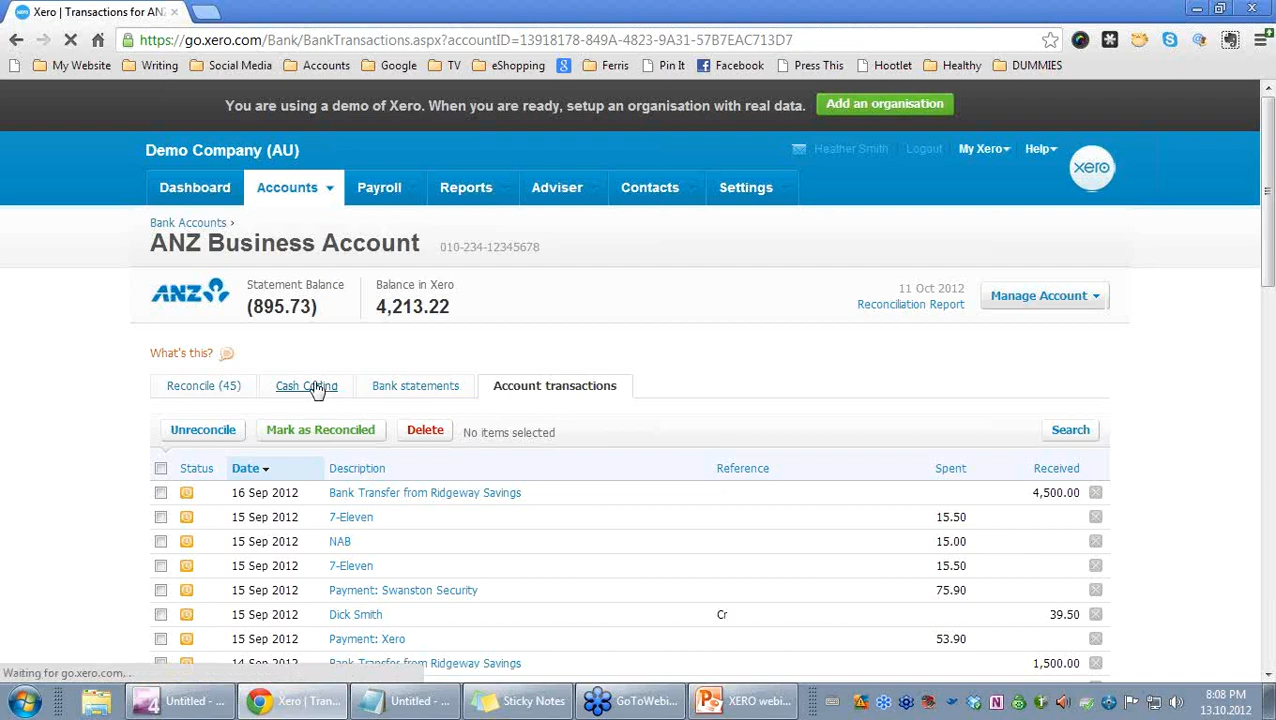 Xero | Transactions for AN
https://go.xero.com/Bank/BankTransactions.aspx?accountID=13918178-849A-4823-9A31-57B7EAC713D7
My Website Writing Social Media Accounts Google TV eShopping Ferris Pin It Facebook Press This Hootlet Healthy DUMMIES
You are using a demo of Xero. When you are ready, setup an organisation with real data. Add an organisation
Demo Company (AU) Heather Smith Logout My Xero Help xero
Dashboard Accounts Payroll Reports Adviser Contacts Settings
Bank Accounts ›
ANZ Business Account 010-234-12345678
ANZ Statement Balance Balance in Xero 11 Oct 2012
(895.73) 4,213.22 Reconciliation Report Manage Account
What's this?
Reconcile (45) Cash Coding Bank statements Account transactions
Unreconcile Mark as Reconciled Delete No items selected Search
Status Date Description Reference Spent Received
16 Sep 2012 Bank Transfer from Ridgeway Savings 4,500.00
15 Sep 2012 7-Eleven 15.50
15 Sep 2012 NAB 15.00
15 Sep 2012 7-Eleven 15.50
15 Sep 2012 Payment: Swanston Security 75.90
15 Sep 2012 Dick Smith Cr 39.50
15 Sep 2012 Payment: Xero 53.90
14 Sep 2012 Bank Transfer from Ridgeway Savings 1,500.00
Waiting for go.xero.com...
Untitled - ... Xero | Tran... Untitled - ... Sticky Notes GoToWebi... XERO webi... 8:08 PM
13.10.2012